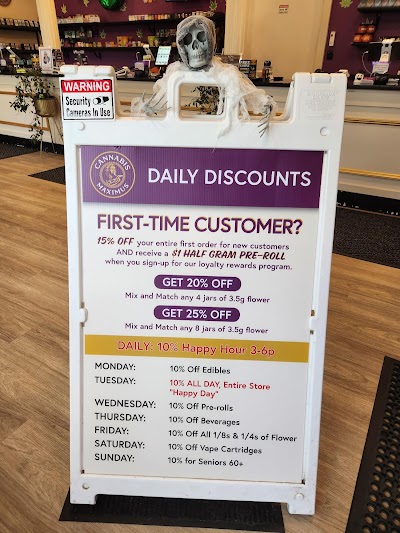 WARNING
Security
Cameras In Use
CANNABIS
MAXIMUS
DAILY DISCOUNTS
FIRST-TIME CUSTOMER?
15% OFF your entire first order for new customers
AND receive a $1 HALF GRAM PRE-ROLL
when you sign-up for our loyalty rewards program.
GET 20% OFF
Mix and Match any 4 jars of 3.5g flower
GET 25% OFF
Mix and Match any 8 jars of 3.5g flower
DAILY: 10% Happy Hour 3-6p
MONDAY: 10% Off Edibles
TUESDAY: 10% ALL DAY, Entire Store
"Happy Day"
WEDNESDAY: 10% Off Pre-rolls
THURSDAY: 10% Off Beverages
FRIDAY: 10% Off All 1/8s & 1/4s of Flower
SATURDAY: 10% Off Vape Cartridges
SUNDAY: 10% for Seniors 60+